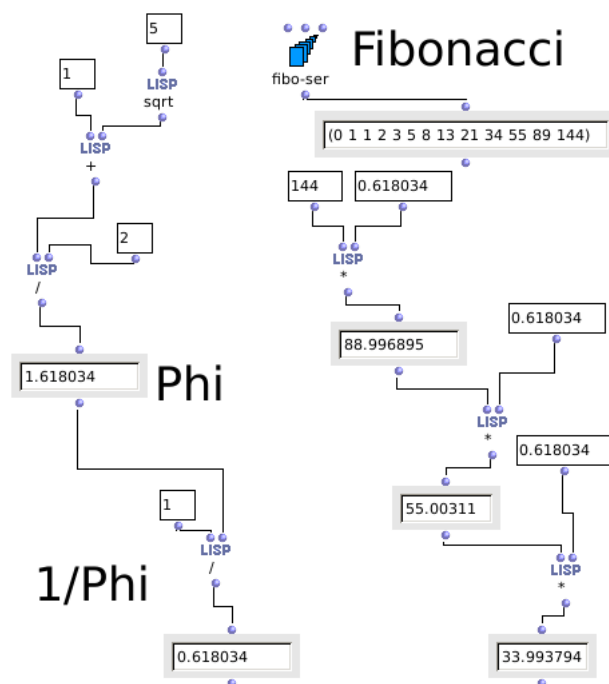 5
1
LISP
sqrt
LISP
+
2
LISP
/
1.618034
Phi
1
LISP
/
1/Phi
0.618034
Fibonacci
fibo-ser
(0 1 1 2 3 5 8 13 21 34 55 89 144)
144
0.618034
LISP
*
0.618034
88.996895
LISP
*
0.618034
55.00311
LISP
*
33.993794